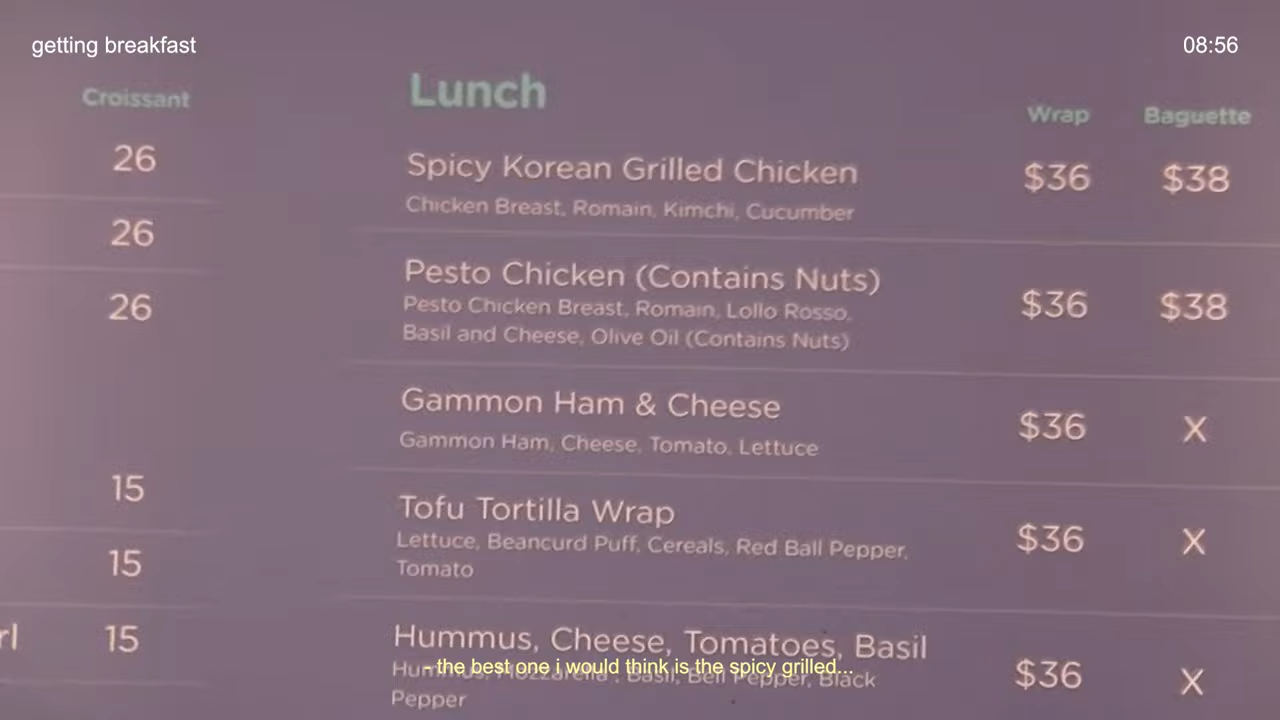 getting breakfast
08:56
Croissant
26
26
26
15
15
rl 15
Lunch
Wrap Baguette
Spicy Korean Grilled Chicken $36 $38
Chicken Breast, Romain, Kimchi, Cucumber
Pesto Chicken (Contains Nuts) $36 $38
Pesto Chicken Breast, Romain, Lollo Rosso,
Basil and Cheese, Olive Oil (Contains Nuts)
Gammon Ham & Cheese $36 X
Gammon Ham, Cheese, Tomato, Lettuce
Tofu Tortilla Wrap $36 X
Lettuce, Beancurd Puff, Cereals, Red Ball Pepper,
Tomato
Hummus, Cheese, Tomatoes, Basil $36 X
Hummus, Mozzarella , Basil, Bell Pepper, Black
Pepper
- the best one i would think is the spicy grilled...